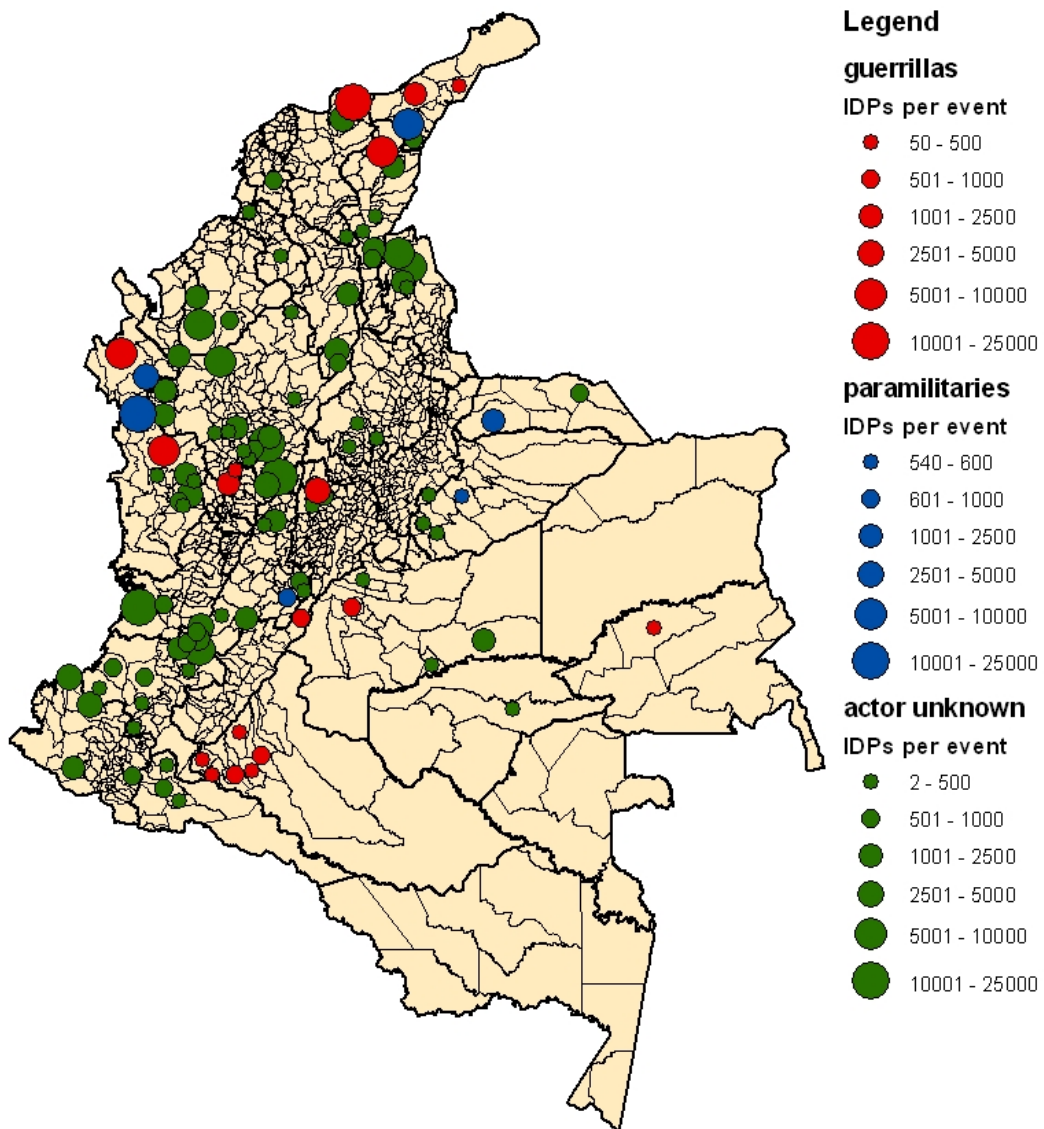 Legend
guerrillas
IDPs per event
50 - 500
501 - 1000
1001 - 2500
2501 - 5000
5001 - 10000
10001 - 25000
paramilitaries
IDPs per event
540 - 600
601 - 1000
1001 - 2500
2501 - 5000
5001 - 10000
10001 - 25000
actor unknown
IDPs per event
2 - 500
501 - 1000
1001 - 2500
2501 - 5000
5001 - 10000
10001 - 25000